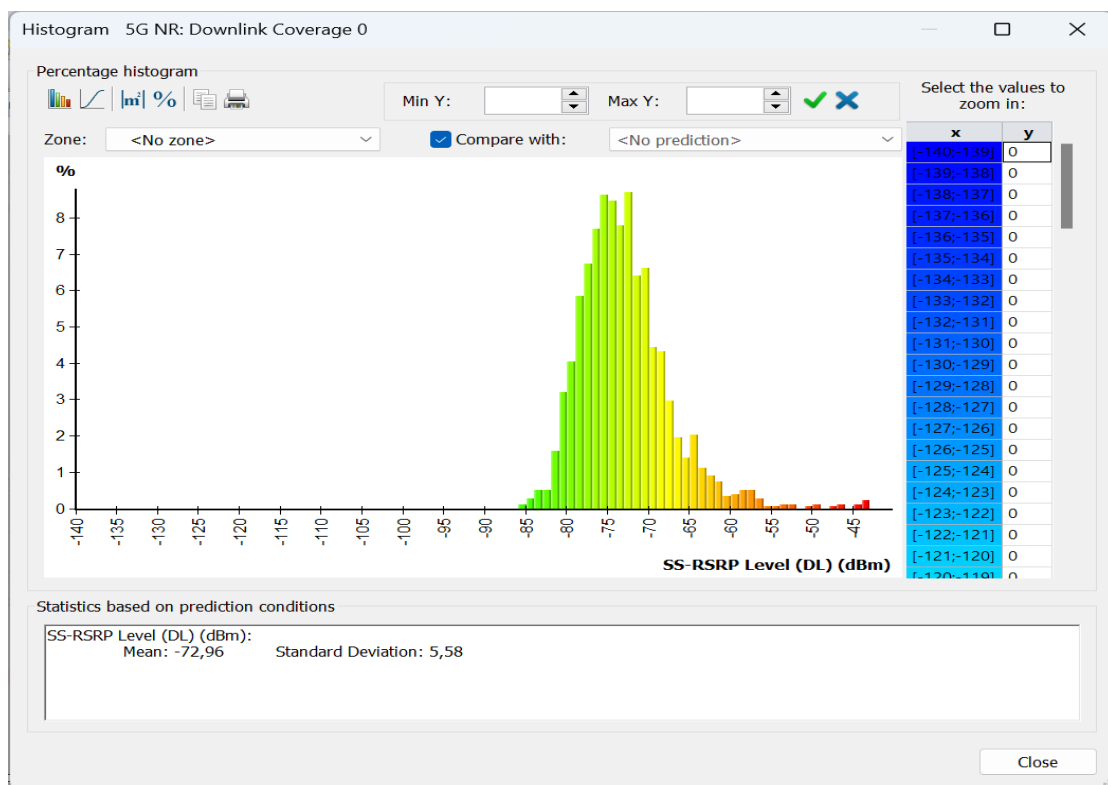 Histogram 5G NR: Downlink Coverage 0
Percentage histogram
|m²| %
Min Y: Max Y:
Select the values to
zoom in:
Zone: <No zone> Compare with: <No prediction>
x y
[-140;-139] 0
[-139;-138] 0
[-138;-137] 0
[-137;-136] 0
[-136;-135] 0
[-135;-134] 0
[-134;-133] 0
[-133;-132] 0
[-132;-131] 0
[-131;-130] 0
[-130;-129] 0
[-129;-128] 0
[-128;-127] 0
[-127;-126] 0
[-126;-125] 0
[-125;-124] 0
[-124;-123] 0
[-123;-122] 0
[-122;-121] 0
[-121;-120] 0
[-120;-119] 0
%
8
7
6
5
4
3
2
1
0
-140 -135 -130 -125 -120 -115 -110 -105 -100 -95 -90 -85 -80 -75 -70 -65 -60 -55 -50 -45
SS-RSRP Level (DL) (dBm)
Statistics based on prediction conditions
SS-RSRP Level (DL) (dBm):
Mean: -72,96 Standard Deviation: 5,58
Close